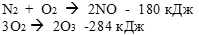 N₂ + O₂ → 2NO - 180 кДж
3O₂ → 2O₃ -284 кДж